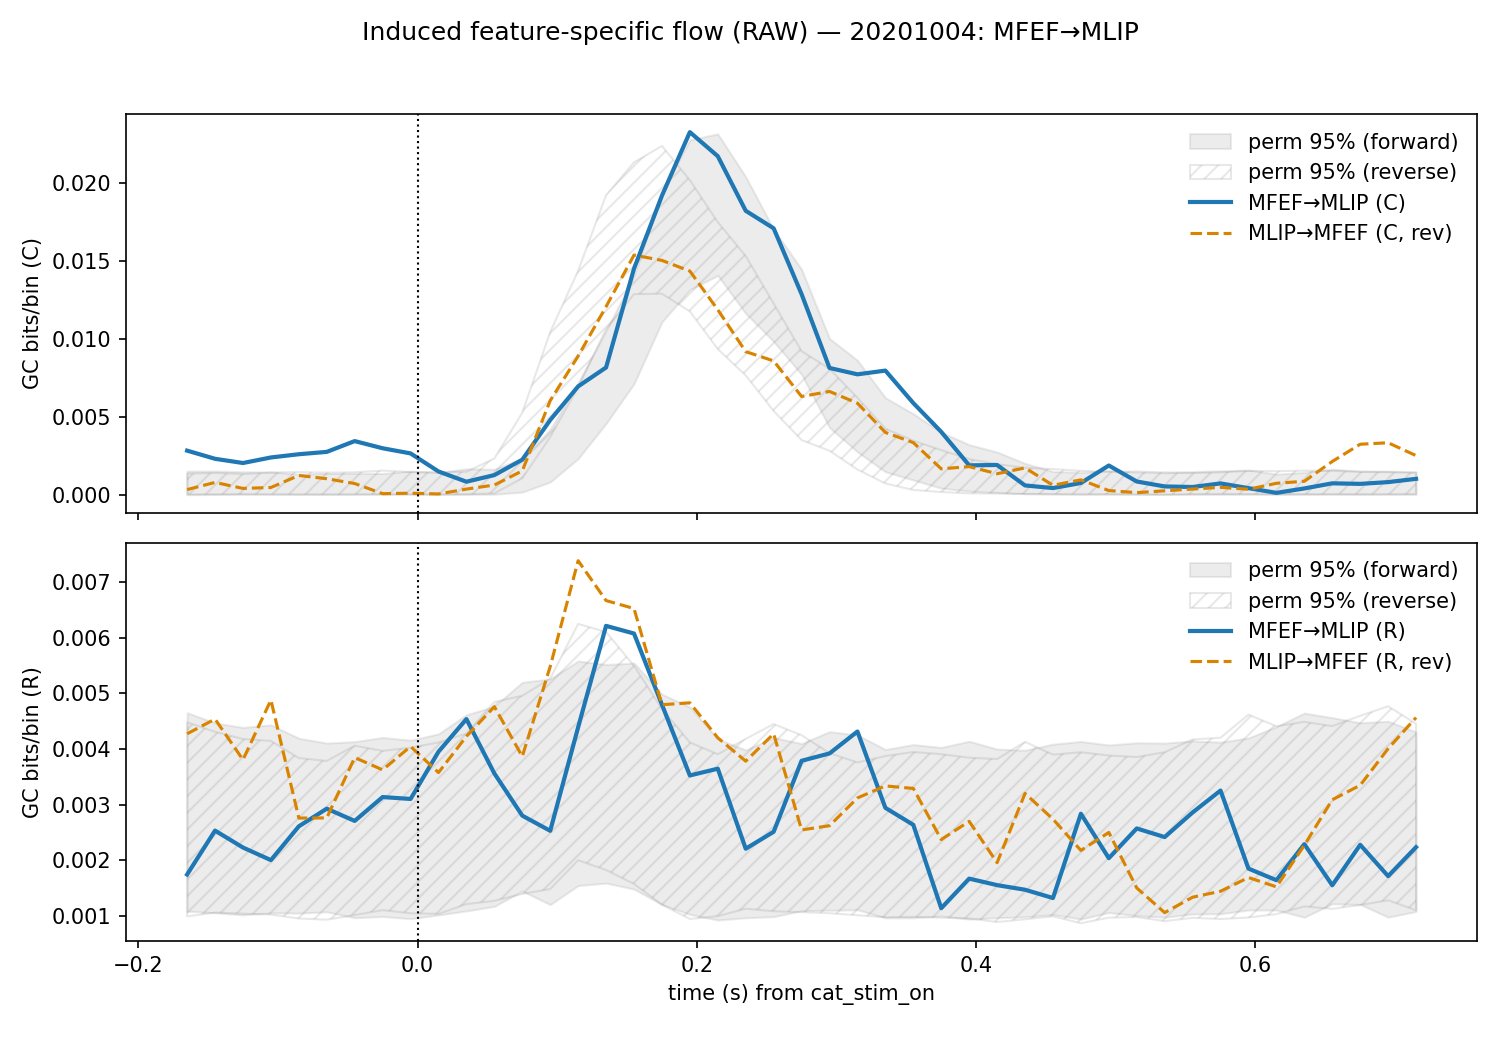 Induced feature-specific flow (RAW) — 20201004: MFEF→MLIP
GC bits/bin (C)
0.020
0.015
0.010
0.005
0.000
perm 95% (forward)
perm 95% (reverse)
MFEF→MLIP (C)
MLIP→MFEF (C, rev)
GC bits/bin (R)
0.007
0.006
0.005
0.004
0.003
0.002
0.001
perm 95% (forward)
perm 95% (reverse)
MFEF→MLIP (R)
MLIP→MFEF (R, rev)
−0.2 0.0 0.2 0.4 0.6
time (s) from cat_stim_on